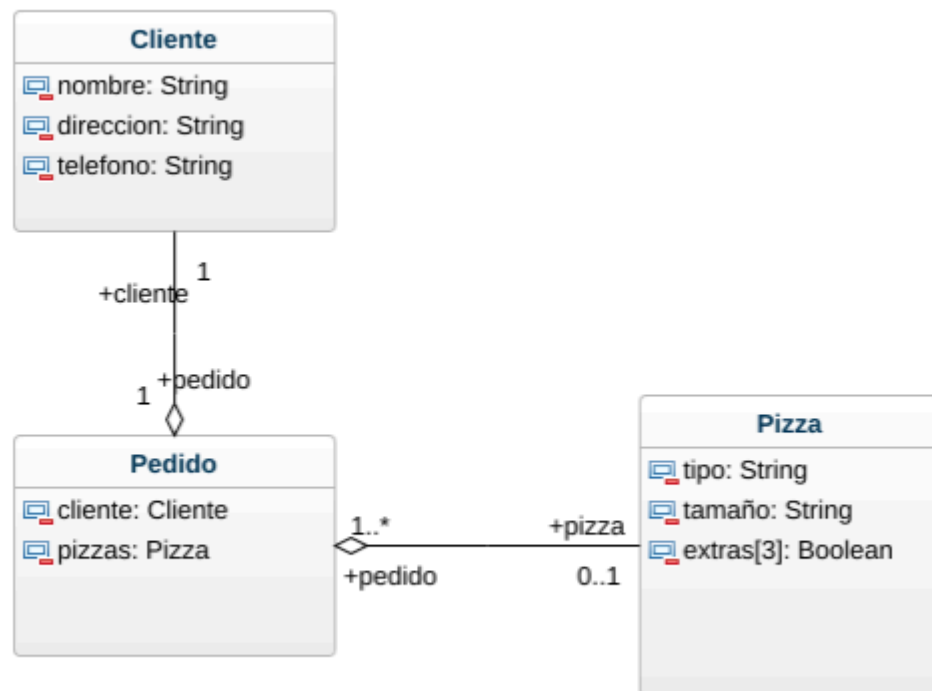 Cliente
nombre: String
direccion: String
telefono: String
1
+cliente
+pedido
1
Pedido
cliente: Cliente
pizzas: Pizza
1..*
+pedido
+pizza
0..1
Pizza
tipo: String
tamaño: String
extras[3]: Boolean